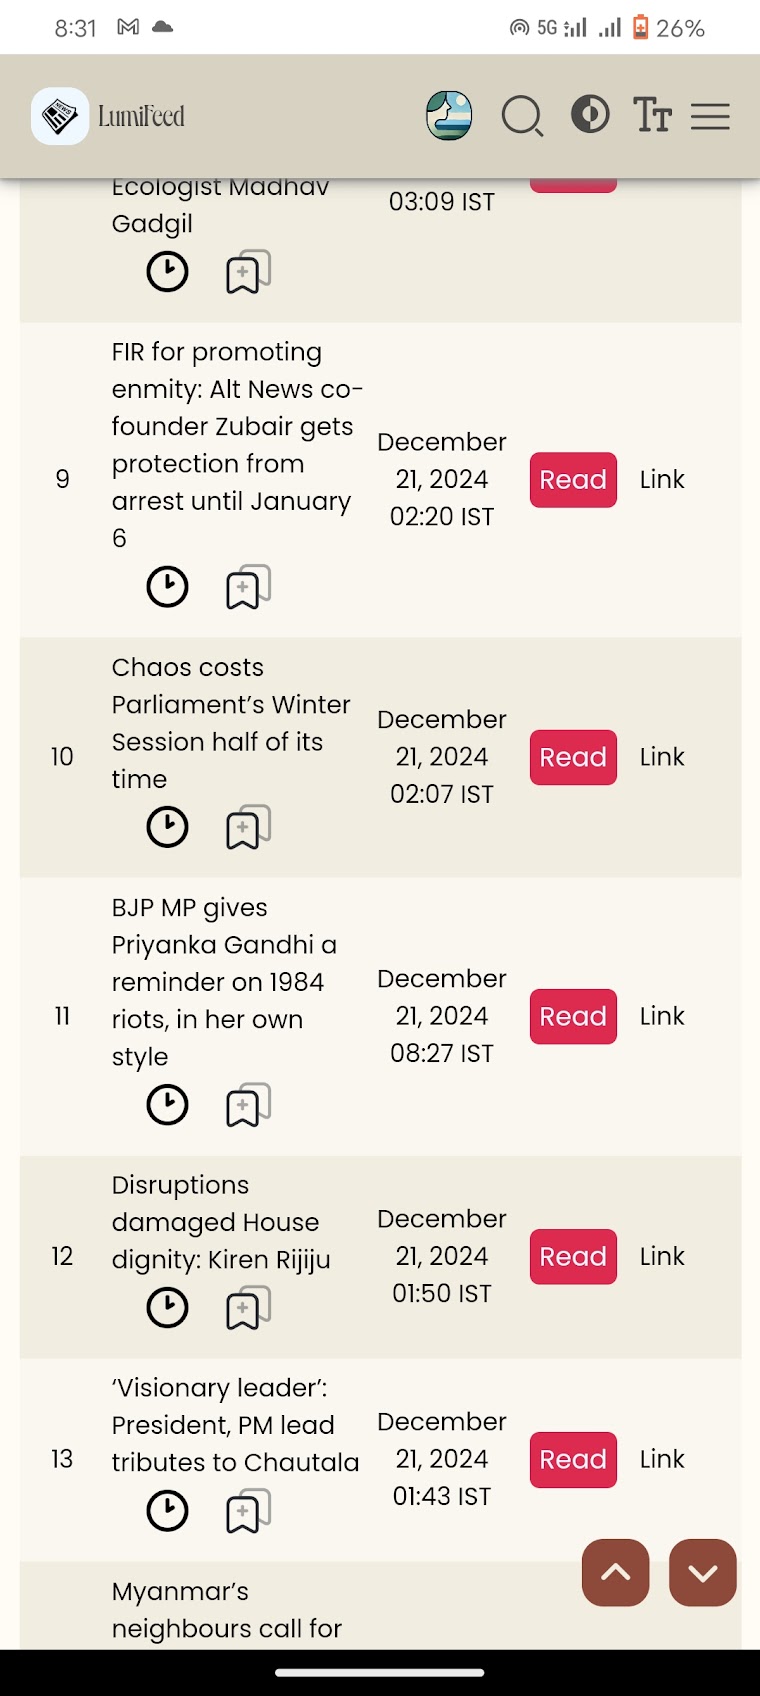 8:31
5G
26%
LumiFeed
Ecologist Madhav
Gadgil
03:09 IST
9
FIR for promoting
enmity: Alt News co-
founder Zubair gets
protection from
arrest until January
6
December
21, 2024
02:20 IST
Read
Link
10
Chaos costs
Parliament’s Winter
Session half of its
time
December
21, 2024
02:07 IST
Read
Link
11
BJP MP gives
Priyanka Gandhi a
reminder on 1984
riots, in her own
style
December
21, 2024
08:27 IST
Read
Link
12
Disruptions
damaged House
dignity: Kiren Rijiju
December
21, 2024
01:50 IST
Read
Link
13
‘Visionary leader’:
President, PM lead
tributes to Chautala
December
21, 2024
01:43 IST
Read
Link
Myanmar’s
neighbours call for